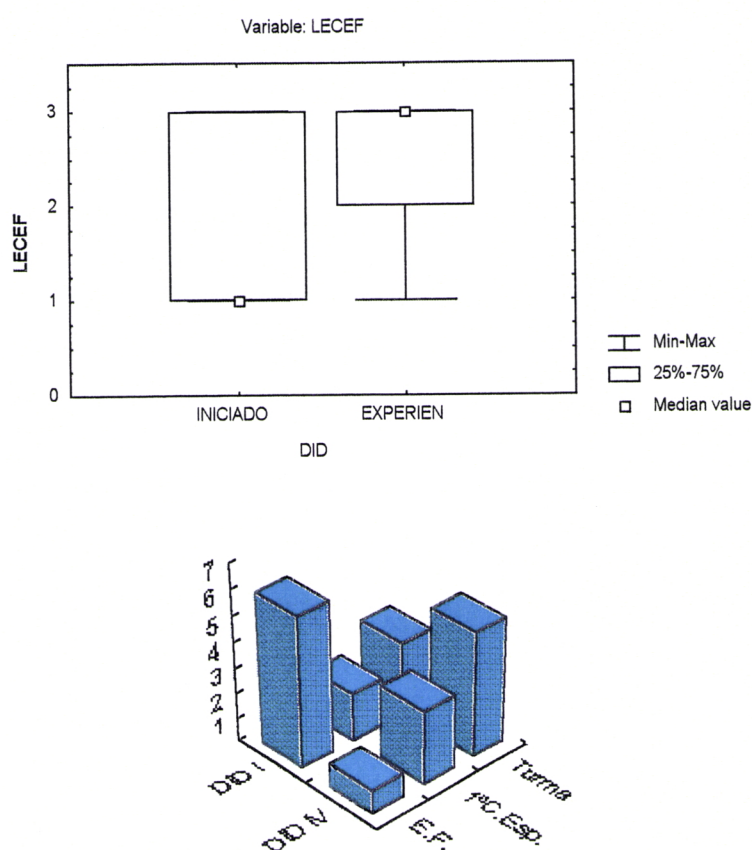 Variable: LECEF
3
2
1
0
LECEF
INICIADO EXPERIEN
DID
Min-Max
25%-75%
Median value
7
6
5
4
3
2
1
DID I
DID IV
E.F.
1ºC.Esp.
Turma